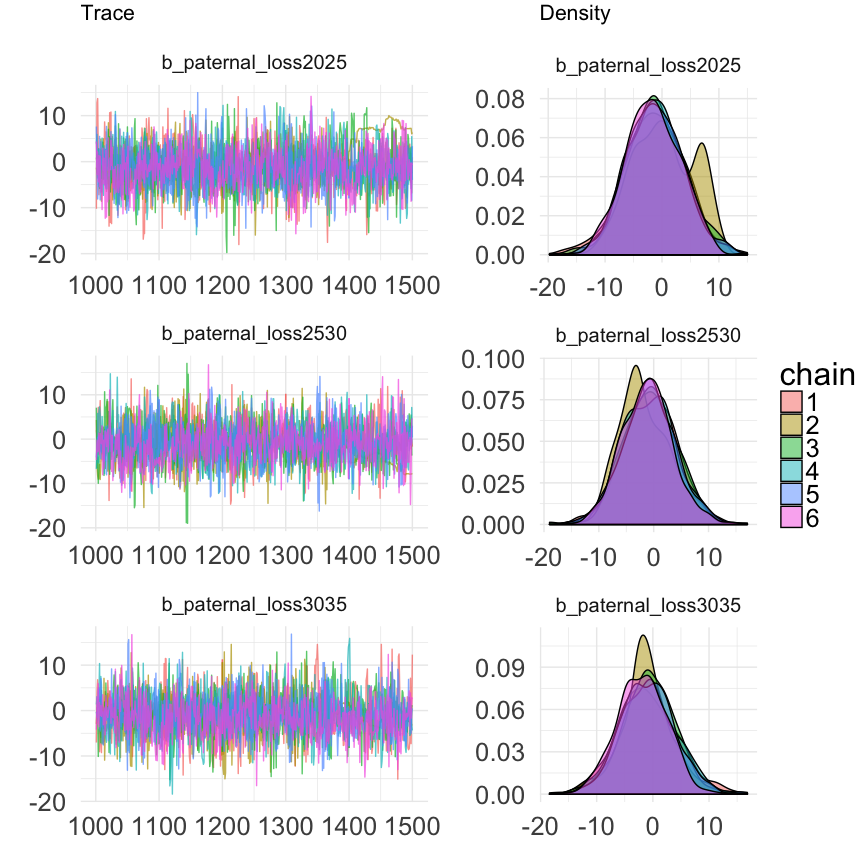 Trace
Density
b_paternal_loss2025
b_paternal_loss2025
10
0
-10
-20
1000 1100 1200 1300 1400 1500
0.08
0.06
0.04
0.02
0.00
-20 -10 0 10
b_paternal_loss2530
b_paternal_loss2530
10
0
-10
-20
1000 1100 1200 1300 1400 1500
0.100
0.075
0.050
0.025
0.000
-20 -10 0 10
b_paternal_loss3035
b_paternal_loss3035
10
0
-10
-20
1000 1100 1200 1300 1400 1500
0.09
0.06
0.03
0.00
-20 -10 0 10
chain
1
2
3
4
5
6